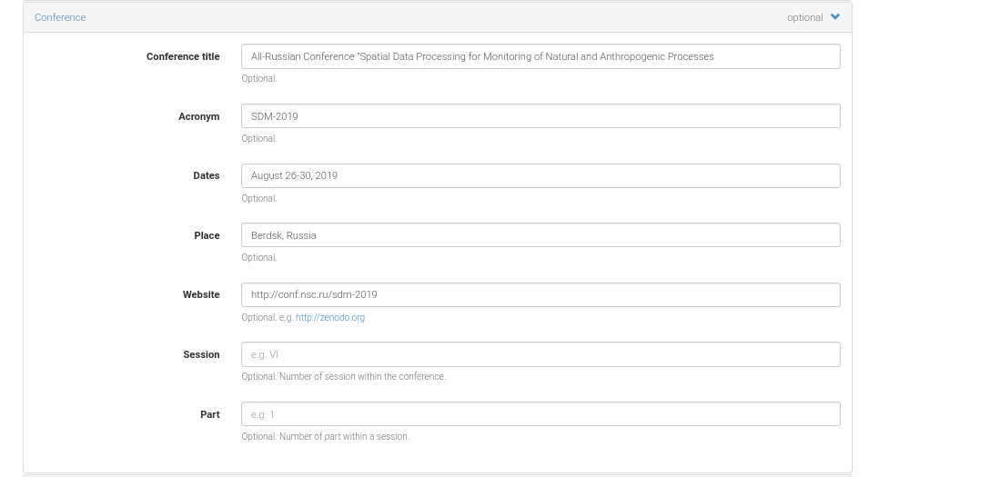 Conference optional
Conference title All-Russian Conference "Spatial Data Processing for Monitoring of Natural and Anthropogenic Processes
Optional.
Acronym SDM-2019
Optional.
Dates August 26-30, 2019
Optional.
Place Berdsk, Russia
Optional.
Website http://conf.nsc.ru/sdm-2019
Optional. e.g. http://zenodo.org
Session e.g. VI
Optional. Number of session within the conference.
Part e.g. 1
Optional. Number of part within a session.